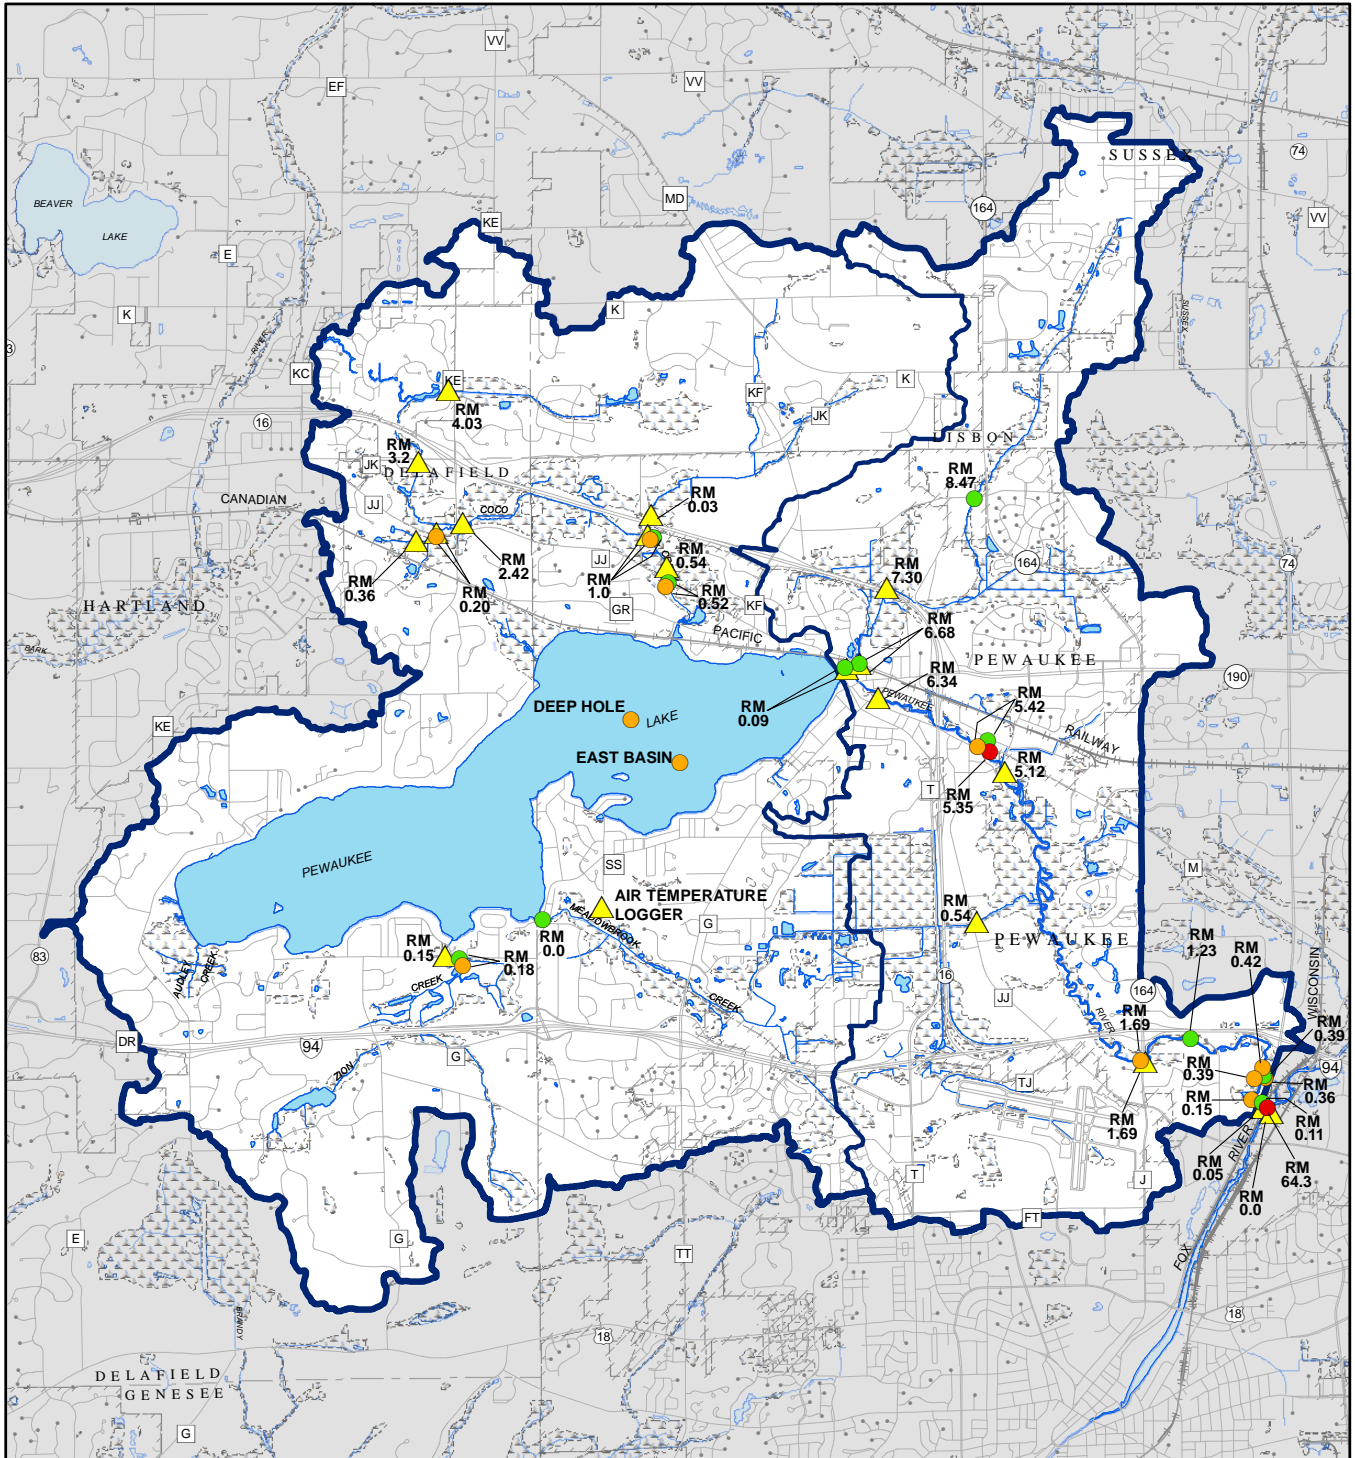 VV
EF
VV
SUSSEX
74
BEAVER
LAKE
MD
164
VV
KE
E
K
K
SUSSEX
RIVER
KC
KE
K
KF
JK
16
RM
4.03
LISBON
RM
3.2
JK
DELAFIELD
RM
8.47
CANADIAN
JJ
COCO
RM
0.03
RM
2.42
JJ
RM
0.54
164
74
RM
0.36
RM
0.20
RM
1.0
RM
0.52
RM
7.30
HARTLAND
GR
KF
PACIFIC
RM
6.68
BARK
PEWAUKEE
RM
6.34
190
DEEP HOLE
LAKE
RM
0.09
PEWAUKEE
RM
5.42
KE
RAILWAY
EAST BASIN
RM
5.12
T
RM
5.35
PEWAUKEE
SS
M
AIR TEMPERATURE
LOGGER
MEADOWBROOK
G
RM
0.54
RM
0.0
PEWAUKEE
RM
1.23
RM
0.42
83
RM
0.15
RM
0.18
AUDLEY
CREEK
CREEK
CREEK
16
JJ
164
WISCONSIN
RIVER
RM
1.69
RM
0.39
DR
94
G
ZION
RM
0.39
94
TJ
RM
0.36
RM
0.15
RM
1.69
RM
0.11
RM
0.05
RIVER
RM
64.3
T
J
RM
0.0
FT
E
G
TT
FOX
BRANDY
18
18
DELAFIELD
GENESEE
G